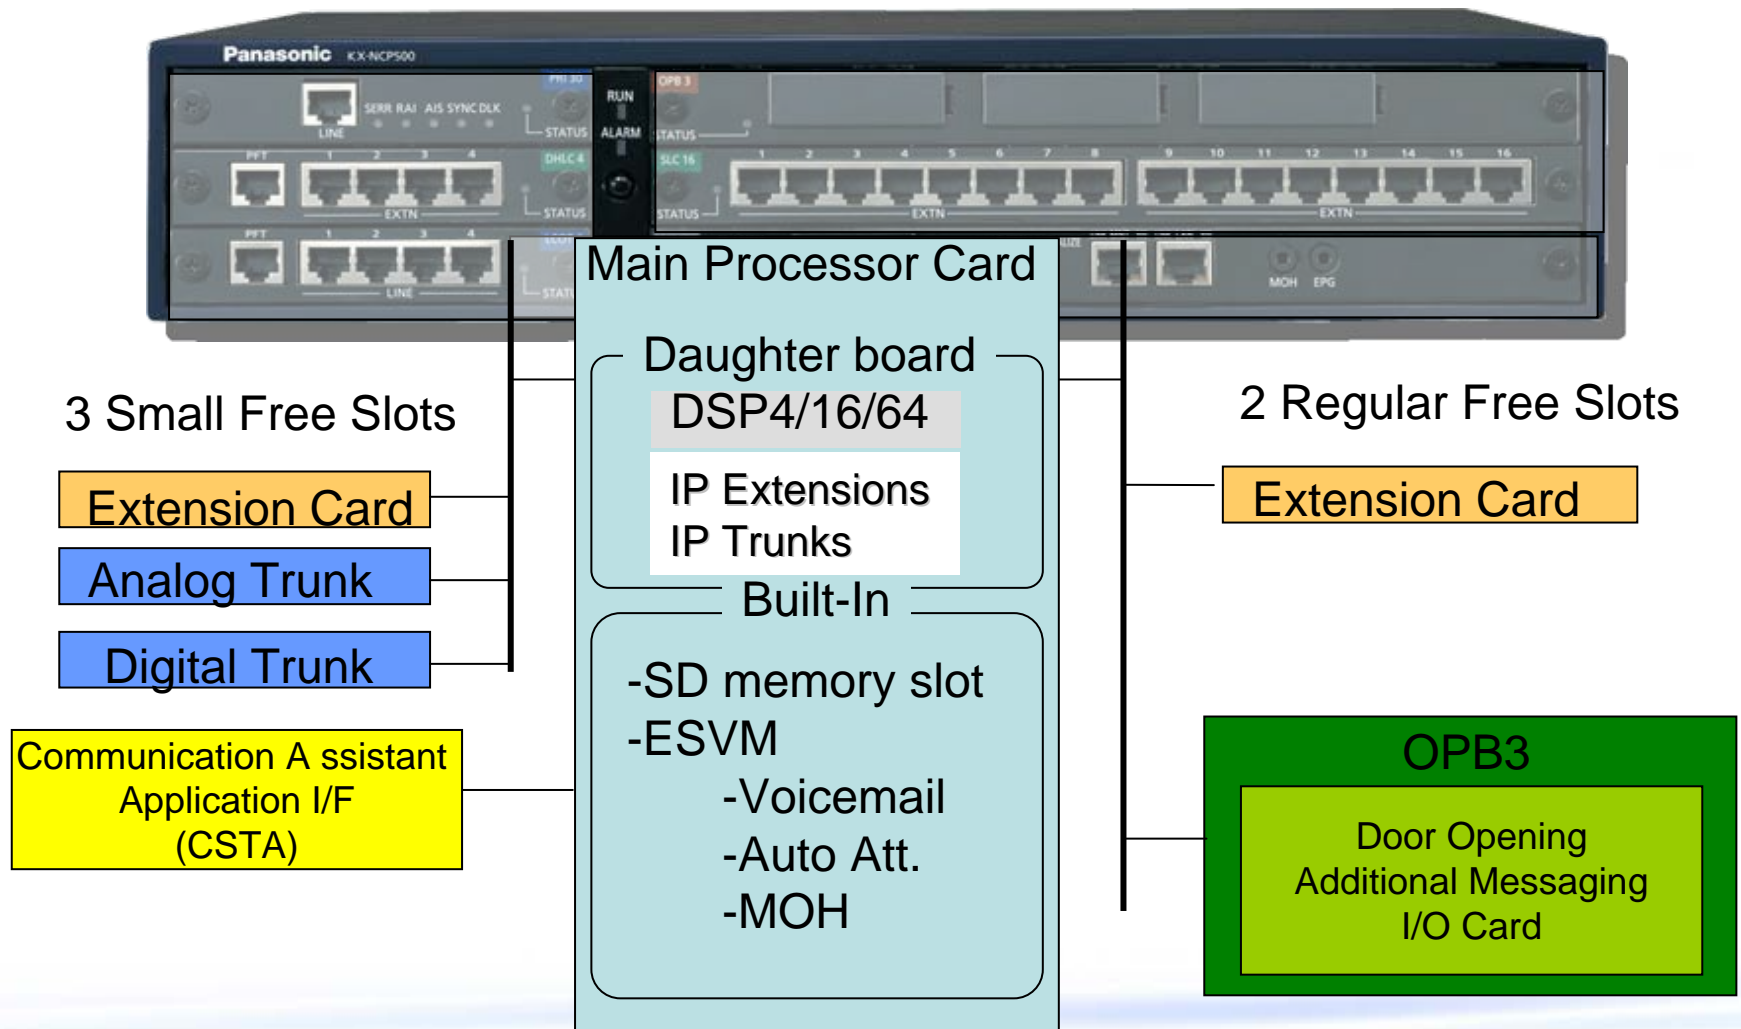 Panasonic KX-NCP500
PRI 30
OPB 3
RUN
SERR RAI AIS SYNC DLK
LINE
STATUS
ALARM
STATUS
PFT 1 2 3 4
DHLC 4
SLC 16
1 2 3 4 5 6 7 8
9 10 11 12 13 14 15 16
EXTN
STATUS
STATUS
EXTN
EXTN
PFT 1 2 3 4
LINE
MOH EPG
Main Processor Card
Daughter board
DSP4/16/64
IP Extensions
IP Trunks
Built-In
-SD memory slot
-ESVM
-Voicemail
-Auto Att.
-MOH
3 Small Free Slots
Extension Card
Analog Trunk
Digital Trunk
Communication A ssistant
Application I/F
(CSTA)
2 Regular Free Slots
Extension Card
OPB3
Door Opening
Additional Messaging
I/O Card